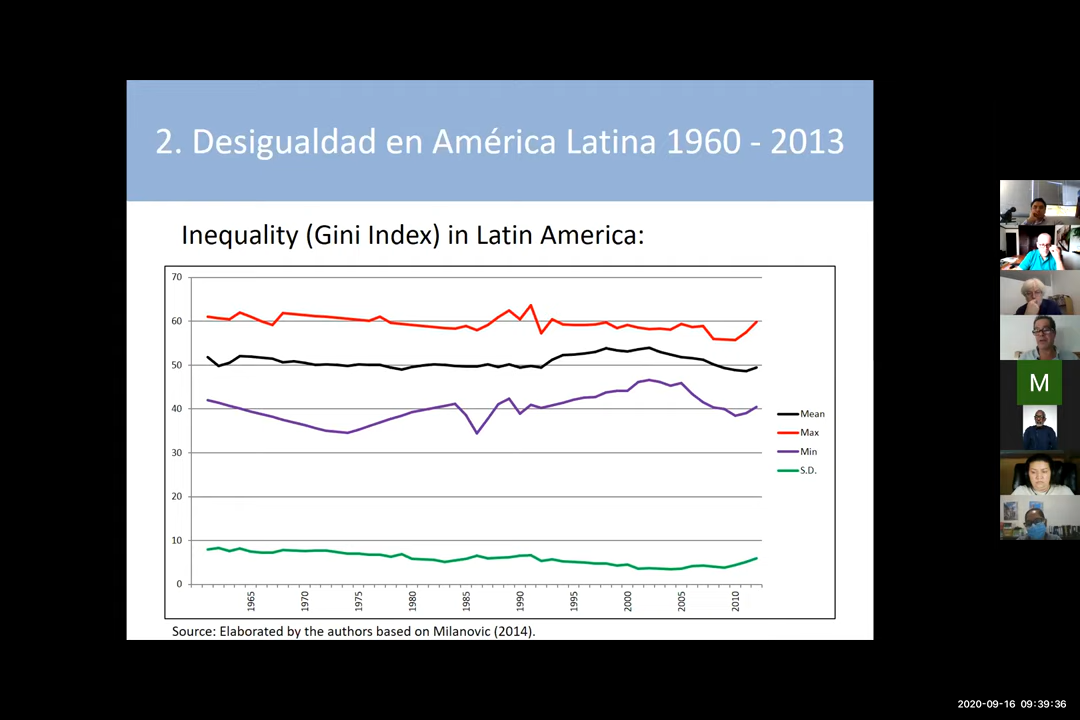 2. Desigualdad en América Latina 1960 - 2013
Inequality (Gini Index) in Latin America:
70
60
50
40
30
20
10
0
1965
1970
1975
1980
1985
1990
1995
2000
2005
2010
Mean
Max
Min
S.D.
Source: Elaborated by the authors based on Milanovic (2014).
M
2020-09-16 09:39:36